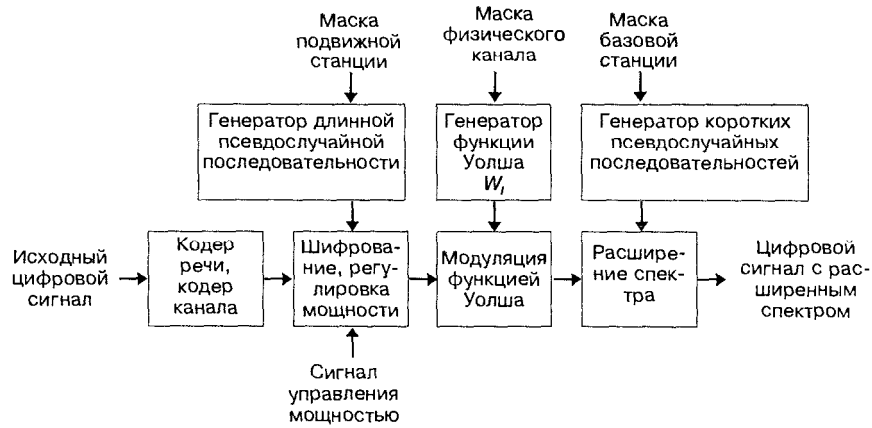 Маска
подвижной
станции
Маска
физического
канала
Маска
базовой
станции
Генератор длинной
псевдослучайной
последовательности
Генератор
функции
Уолша
Wᵢ
Генератор коротких
псевдослучайных
последовательностей
Исходный
цифровой
сигнал
Кодер
речи,
кодер
канала
Шифрова-
ние, регу-
лировка
мощности
Модуляция
функцией
Уолша
Расшире-
ние спек-
тра
Цифровой
сигнал с рас-
ширенным
спектром
Сигнал
управления
мощностью